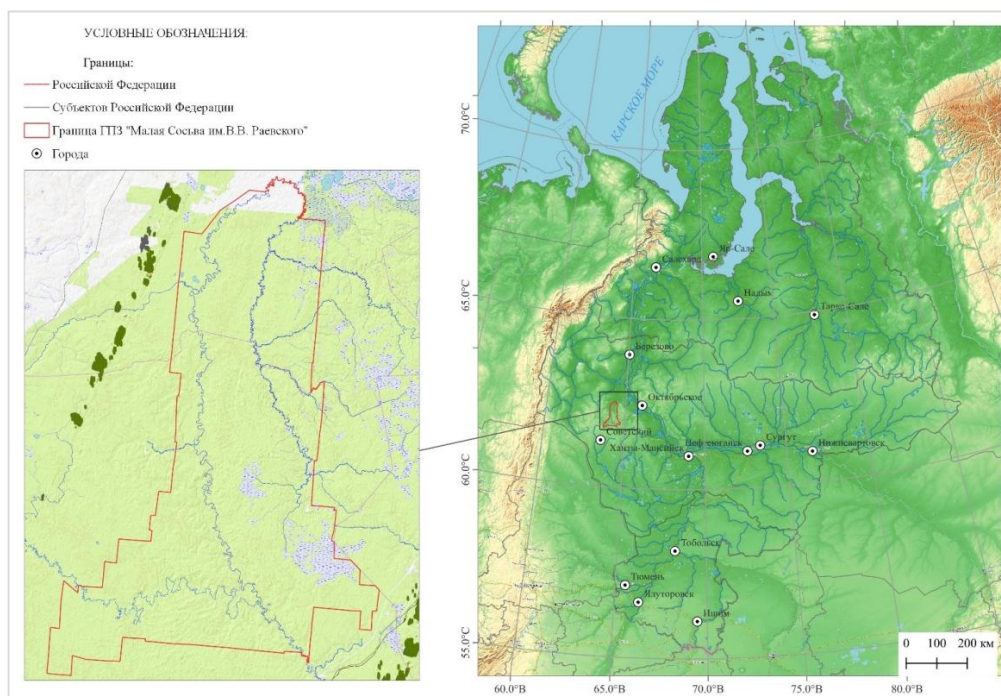 УСЛОВНЫЕ ОБОЗНАЧЕНИЯ:
Границы:
Российской Федерации
Субъектов Российской Федерации
Граница ГПЗ "Малая Сосьва им.В.В. Раевского"
Города
КАРСКОЕ МОРЕ
Яр-Сале
Салехард
Надым
Тарко-Сале
Березово
Октябрьское
Советский
Ханты-Мансийск
Нефтеюганск
Сургут
Нижневартовск
Тобольск
Тюмень
Ялуторовск
Ишим
70.0°С
65.0°С
60.0°С
55.0°С
0 100 200 км
60.0°В 65.0°В 70.0°В 75.0°В 80.0°В